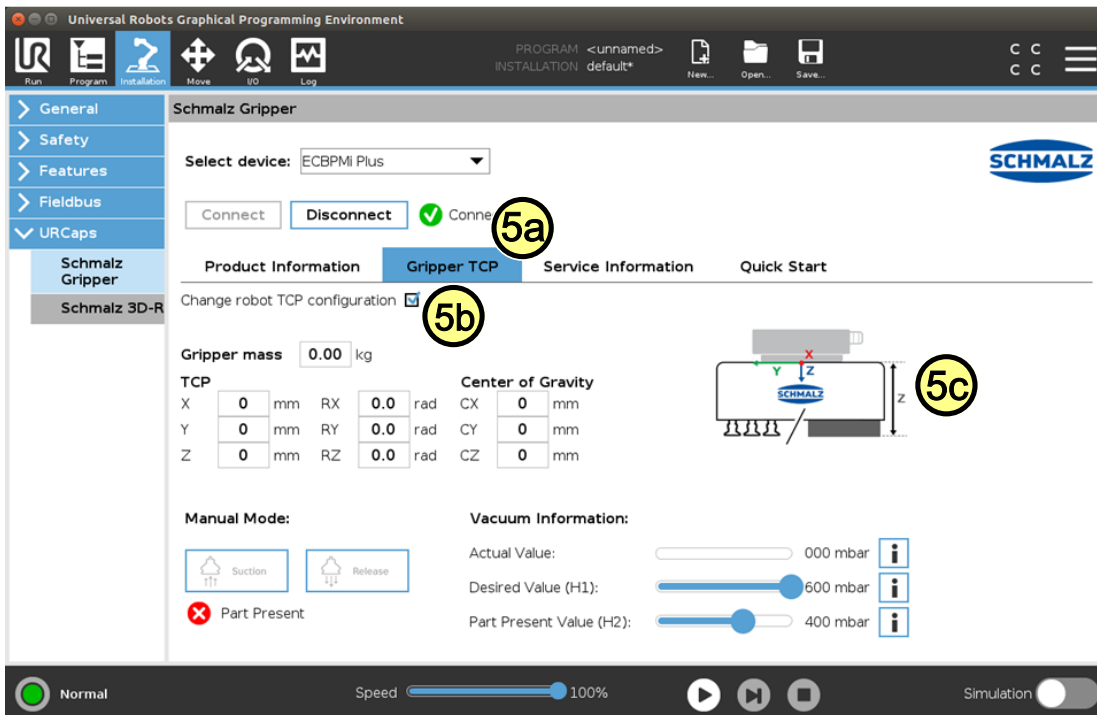 Universal Robots Graphical Programming Environment
UR
Run
Program
Installation
Move
I/O
Log
PROGRAM <unnamed>
INSTALLATION default*
New...
Open...
Save...
C C
C C
General
Safety
Features
Fieldbus
URCaps
Schmalz
Gripper
Schmalz 3D-R
Schmalz Gripper
Select device: ECBPMi Plus
SCHMALZ
Connect Disconnect Conne
5a
Product Information Gripper TCP Service Information Quick Start
Change robot TCP configuration
5b
Gripper mass 0.00 kg
TCP Center of Gravity
X 0 mm RX 0.0 rad CX 0 mm
Y 0 mm RY 0.0 rad CY 0 mm
Z 0 mm RZ 0.0 rad CZ 0 mm
X
Y Z
SCHMALZ
Z
5c
Manual Mode:
Suction Release
Part Present
Vacuum Information:
Actual Value: 000 mbar i
Desired Value (H1): 600 mbar i
Part Present Value (H2): 400 mbar i
Normal
Speed 100%
Simulation